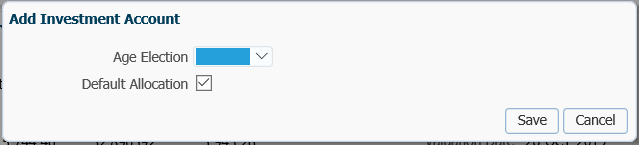 Add Investment Account
Age Election
Default Allocation
Save Cancel